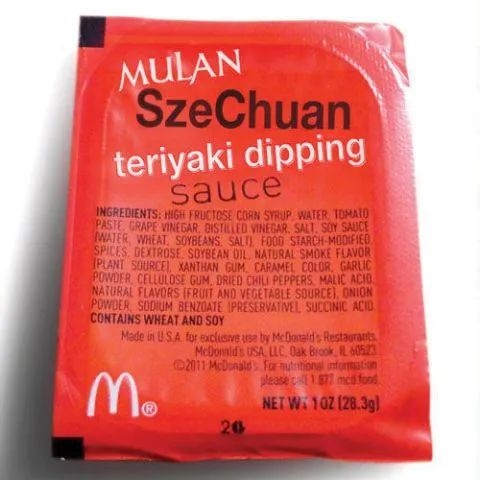 MULAN
SzeChuan
teriyaki dipping
sauce
INGREDIENTS: HIGH FRUCTOSE CORN SYRUP, WATER, TOMATO
PASTE, GRAPE VINEGAR, DISTILLED VINEGAR, SALT, SOY SAUCE
[WATER, WHEAT, SOYBEANS, SALT], FOOD STARCH-MODIFIED,
SPICES, DEXTROSE, SOYBEAN OIL, NATURAL SMOKE FLAVOR
[PLANT SOURCE], XANTHAN GUM, CARAMEL COLOR, GARLIC
POWDER, CELLULOSE GUM, DRIED CHILI PEPPERS, MALIC ACID,
NATURAL FLAVORS [FRUIT AND VEGETABLE SOURCE], ONION
POWDER, SODIUM BENZOATE [PRESERVATIVE], SUCCINIC ACID.
CONTAINS WHEAT AND SOY
Made in U.S.A. for exclusive use by McDonald's Restaurants.
McDonald's USA, LLC, Oak Brook, IL 60523
©2011 McDonald's. For nutritional information
please call 1.877 mcd.food.
M®
NET WT 1 OZ (28.3g)